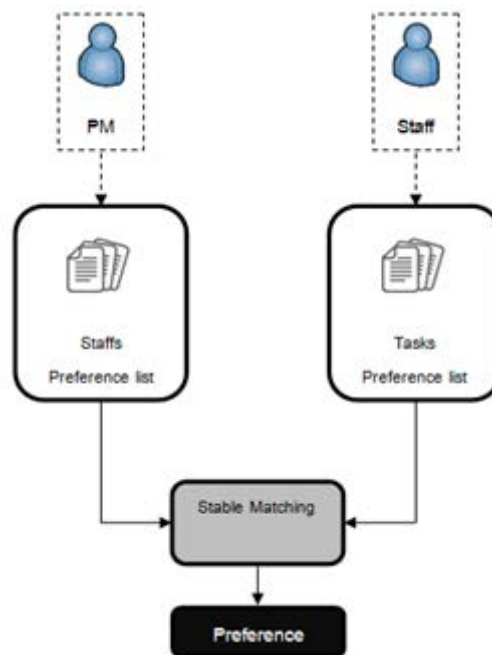 PM
Staff
Staffs
Preference list
Tasks
Preference list
Stable Matching
Preference